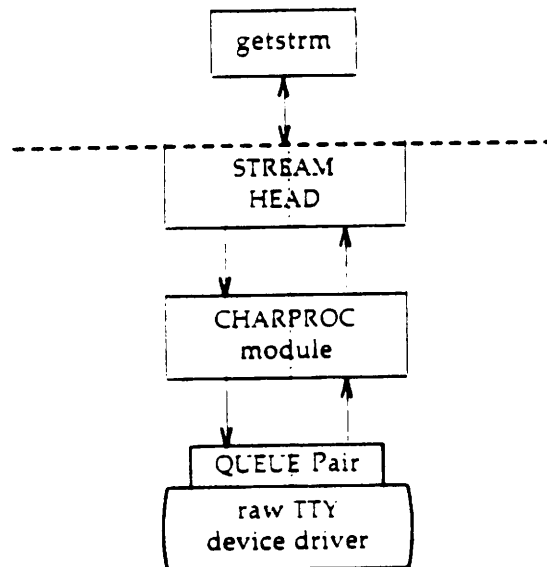 getstrm
STREAM
HEAD
CHARPROC
module
QUEUE Pair
raw TTY
device driver